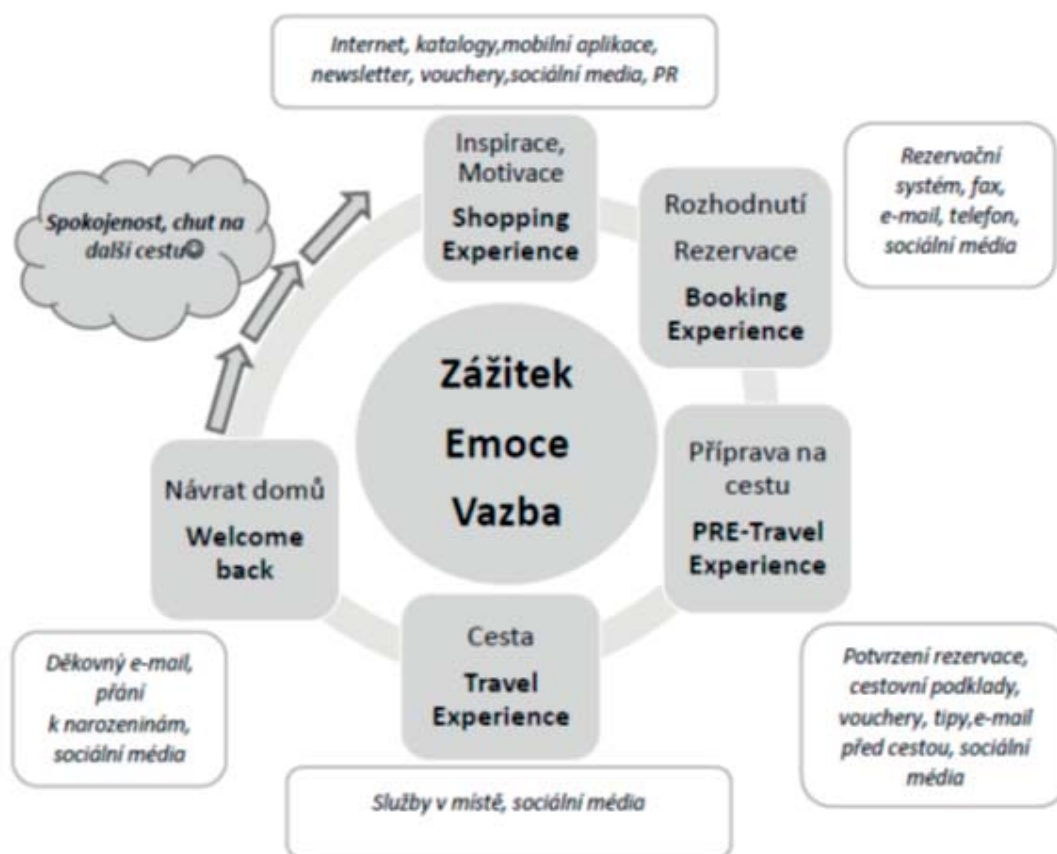 Internet, katalogy,mobilní aplikace,
newsletter, vouchery,sociální media, PR
Inspirace,
Motivace
Shopping
Experience
Rezervační
systém, fax,
e-mail, telefon,
sociální média
Rozhodnutí
Rezervace
Booking
Experience
Spokojenost, chut na
další cestu☺
Zážitek
Emoce
Vazba
Příprava na
cestu
PRE-Travel
Experience
Návrat domů
Welcome
back
Cesta
Travel
Experience
Děkovný e-mail,
přání
k narozeninám,
sociální média
Potvrzení rezervace,
cestovní podklady,
vouchery, tipy,e-mail
před cestou, sociální
média
Služby v místě, sociální média